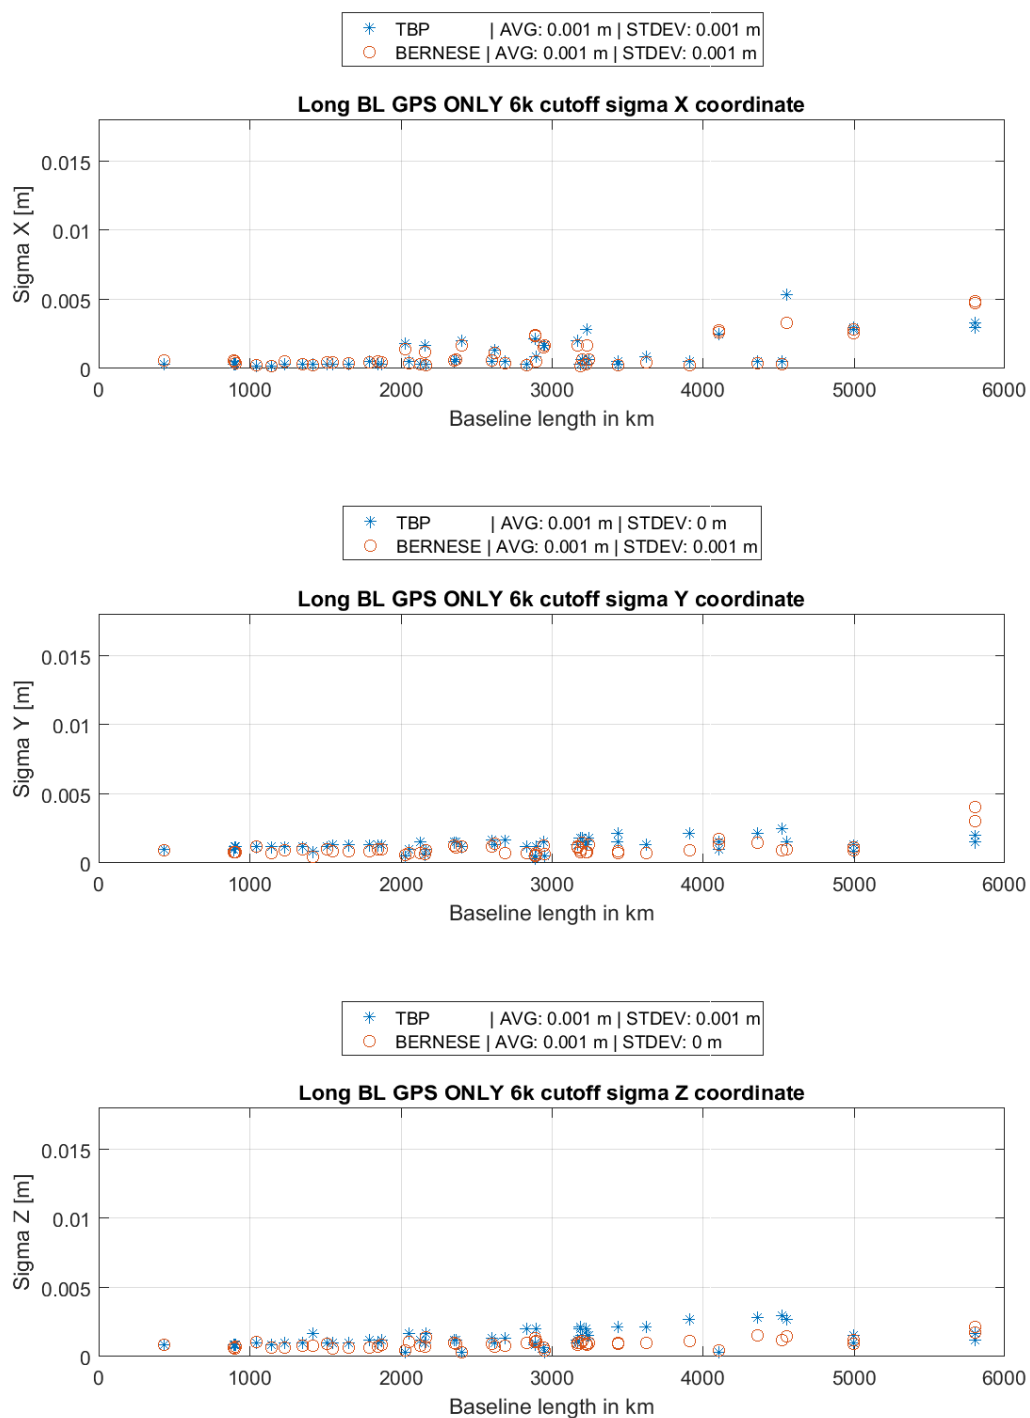 TBP | AVG: 0.001 m | STDEV: 0.001 m
BERNESE | AVG: 0.001 m | STDEV: 0.001 m
Long BL GPS ONLY 6k cutoff sigma X coordinate
0.015
0.01
0.005
0
Sigma X [m]
0 1000 2000 3000 4000 5000 6000
Baseline length in km
TBP | AVG: 0.001 m | STDEV: 0 m
BERNESE | AVG: 0.001 m | STDEV: 0.001 m
Long BL GPS ONLY 6k cutoff sigma Y coordinate
0.015
0.01
0.005
0
Sigma Y [m]
0 1000 2000 3000 4000 5000 6000
Baseline length in km
TBP | AVG: 0.001 m | STDEV: 0.001 m
BERNESE | AVG: 0.001 m | STDEV: 0 m
Long BL GPS ONLY 6k cutoff sigma Z coordinate
0.015
0.01
0.005
0
Sigma Z [m]
0 1000 2000 3000 4000 5000 6000
Baseline length in km